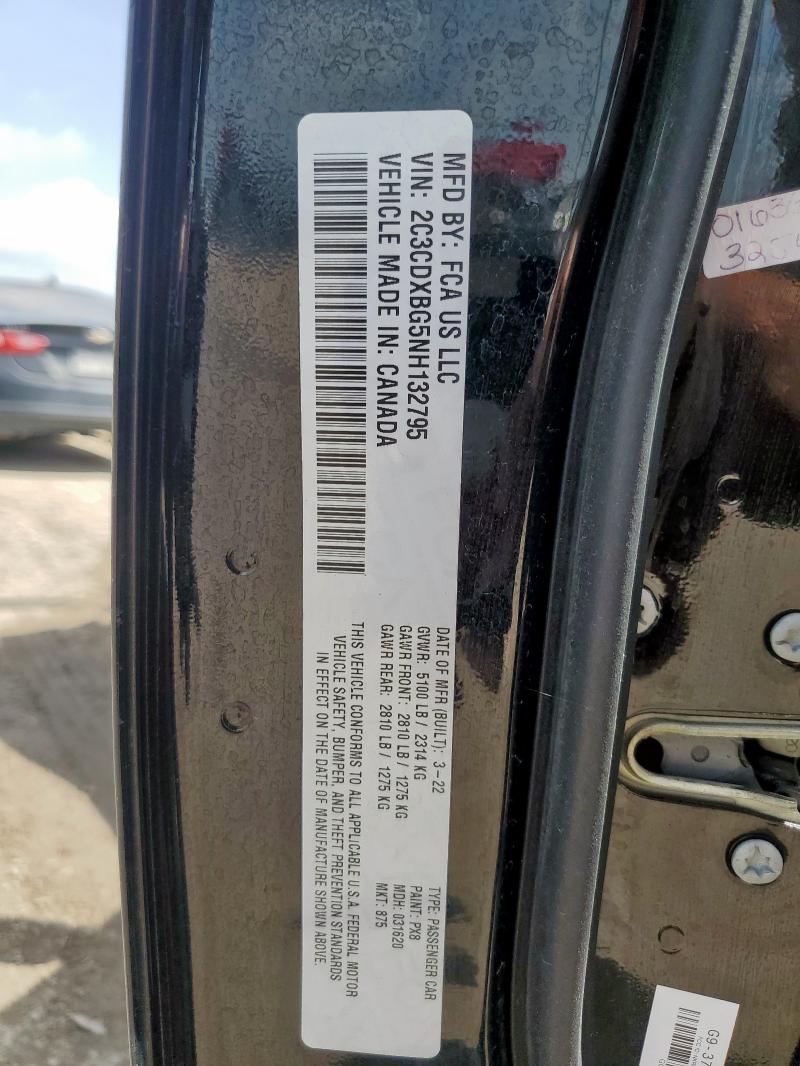 MFD BY: FCA US LLC
VIN: 2C3CDXBG5NH132795
VEHICLE MADE IN: CANADA
DATE OF MFR (BUILT): 3-22
GVWR: 5100 LB / 2314 KG
GAWR FRONT: 2810 LB / 1275 KG
GAWR REAR: 2810 LB / 1275 KG
THIS VEHICLE CONFORMS TO ALL APPLICABLE U.S.A. FEDERAL MOTOR
VEHICLE SAFETY, BUMPER, AND THEFT PREVENTION STANDARDS
IN EFFECT ON THE DATE OF MANUFACTURE SHOWN ABOVE.
TYPE: PASSENGER CAR
PAINT: PX8
MDH: 031620
MKT: 875
G9-37